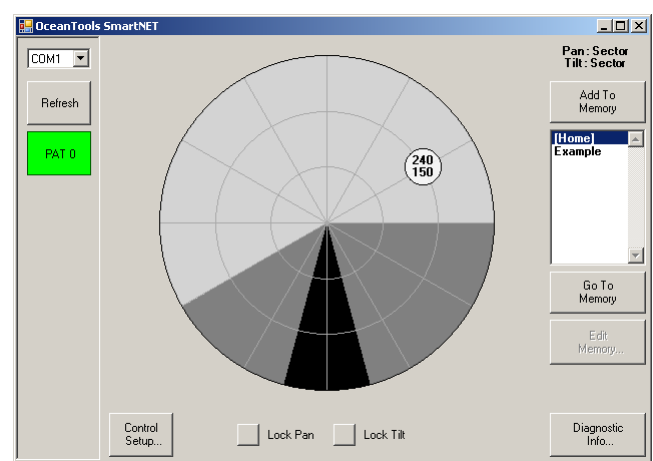 OceanTools SmartNET
COM1
Refresh
PAT 0
240
150
Pan : Sector
Tilt : Sector
Add To
Memory
[Home]
Example
Go To
Memory
Edit
Memory...
Control
Setup...
Lock Pan
Lock Tilt
Diagnostic
Info...